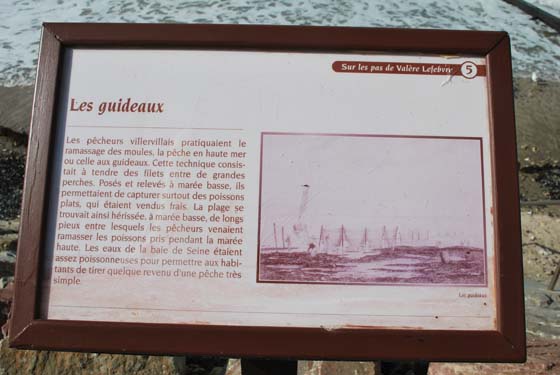 Sur les pas de Valère Lefebvre 5
Les guideaux
Les pêcheurs villervillais pratiquaient le
ramassage des moules, la pêche en haute mer
ou celle aux guideaux. Cette technique consis-
tait à tendre des filets entre de grandes
perches. Posés et relevés à marée basse, ils
permettaient de capturer surtout des poissons
plats, qui étaient vendus frais. La plage se
trouvait ainsi hérissée, à marée basse, de longs
pieux entre lesquels les pêcheurs venaient
ramasser les poissons pris pendant la marée
haute. Les eaux de la baie de Seine étaient
assez poissonneuses pour permettre aux habi-
tants de tirer quelque revenu d'une pêche très
simple.
Les guideaux